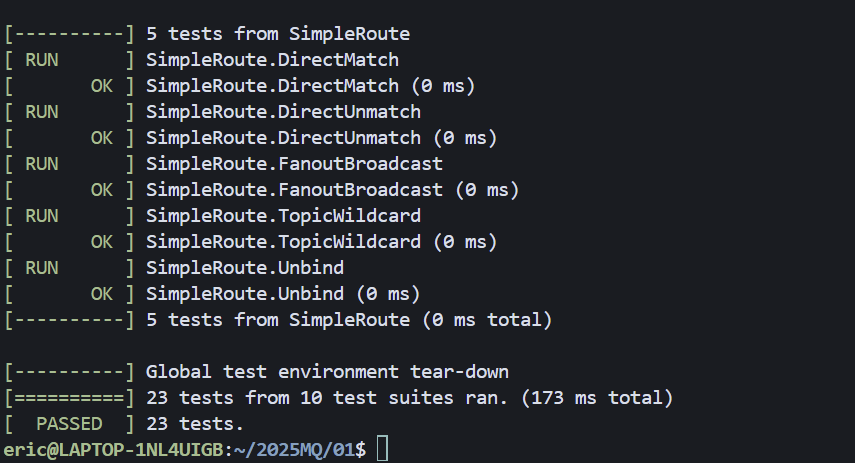 [----------] 5 tests from SimpleRoute
[ RUN      ] SimpleRoute.DirectMatch
[       OK ] SimpleRoute.DirectMatch (0 ms)
[ RUN      ] SimpleRoute.DirectUnmatch
[       OK ] SimpleRoute.DirectUnmatch (0 ms)
[ RUN      ] SimpleRoute.FanoutBroadcast
[       OK ] SimpleRoute.FanoutBroadcast (0 ms)
[ RUN      ] SimpleRoute.TopicWildcard
[       OK ] SimpleRoute.TopicWildcard (0 ms)
[ RUN      ] SimpleRoute.Unbind
[       OK ] SimpleRoute.Unbind (0 ms)
[----------] 5 tests from SimpleRoute (0 ms total)
[----------] Global test environment tear-down
[==========] 23 tests from 10 test suites ran. (173 ms total)
[  PASSED  ] 23 tests.
eric@LAPTOP-1NL4UIGB:~/2025MQ/01$